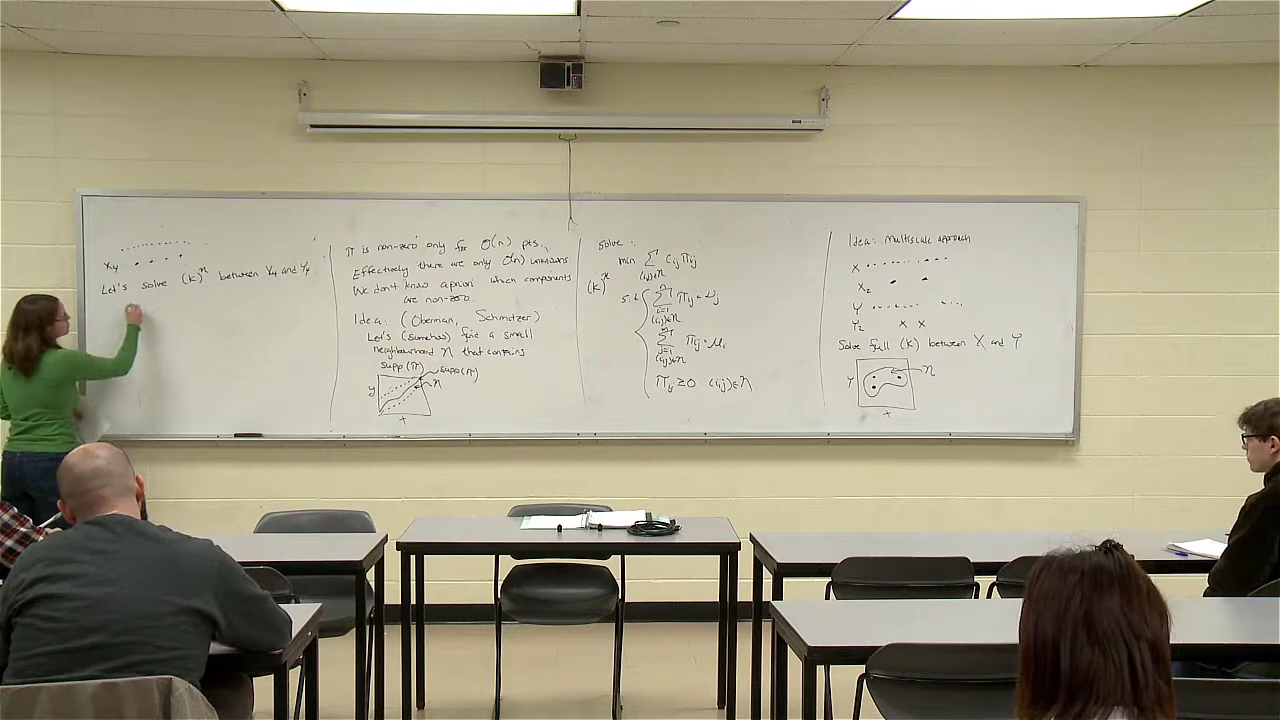 X4
Let's solve (K)^η between X4 and Y4
π is non-zero only for O(n) pts.
Effectively there are only O(n) unknowns.
We don't know apriori which components
are non-zero.
Idea: (Oberman, Schmitzer)
Let's (somehow) find a small
neighbourhood η that contains
supp(π)
supp(π)
y
η
x
solve:
min Σ cij πij
(i,j)∈η
(K)^η
s.t.
Σ πij = νj
i=1
(i,j)∈η
Σ πij = μi
j=1
(i,j)∈η
πij ≥ 0 (i,j)∈η
Idea: Multiscale approach
X
X2
Y
Y2 x x
Solve full (K) between X and Y
η
Y
x